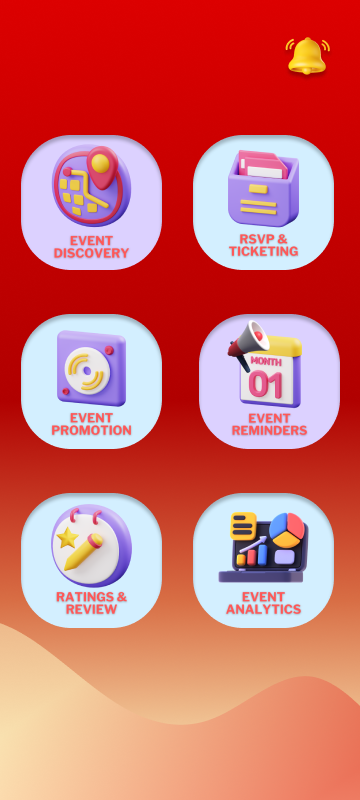 EVENT
DISCOVERY
RSVP &
TICKETING
EVENT
PROMOTION
MONTH
01
EVENT
REMINDERS
RATINGS &
REVIEW
EVENT
ANALYTICS